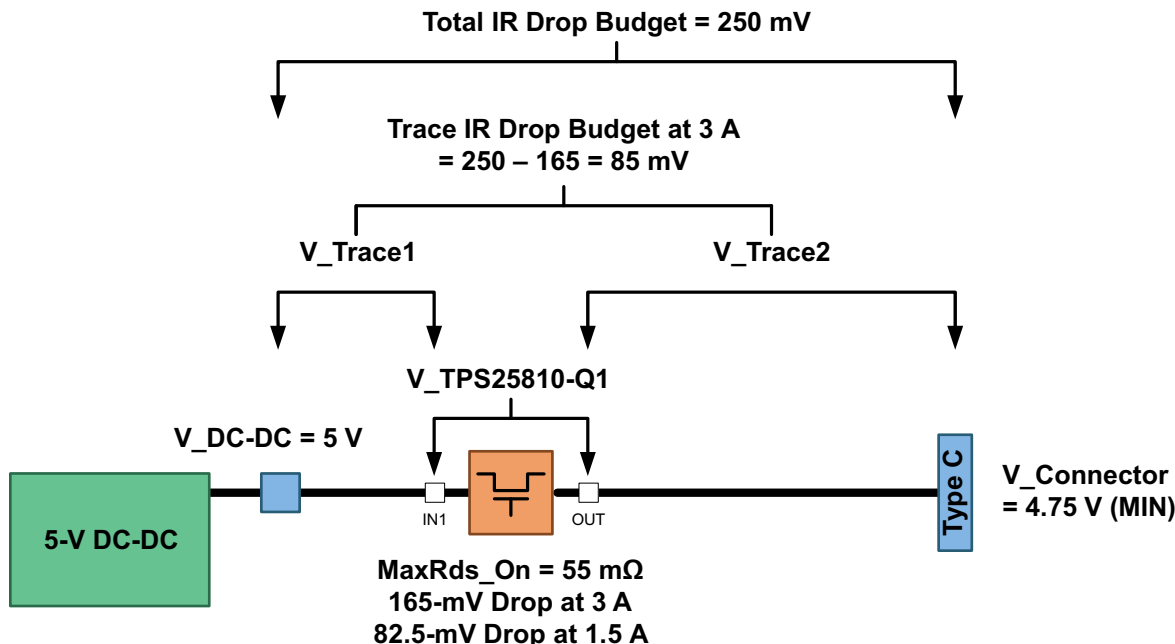 Total IR Drop Budget = 250 mV
Trace IR Drop Budget at 3 A
= 250 – 165 = 85 mV
V_Trace1
V_Trace2
V_TPS25810-Q1
V_DC-DC = 5 V
5-V DC-DC
IN1
OUT
Type C
V_Connector
= 4.75 V (MIN)
MaxRds_On = 55 mΩ
165-mV Drop at 3 A
82.5-mV Drop at 1.5 A